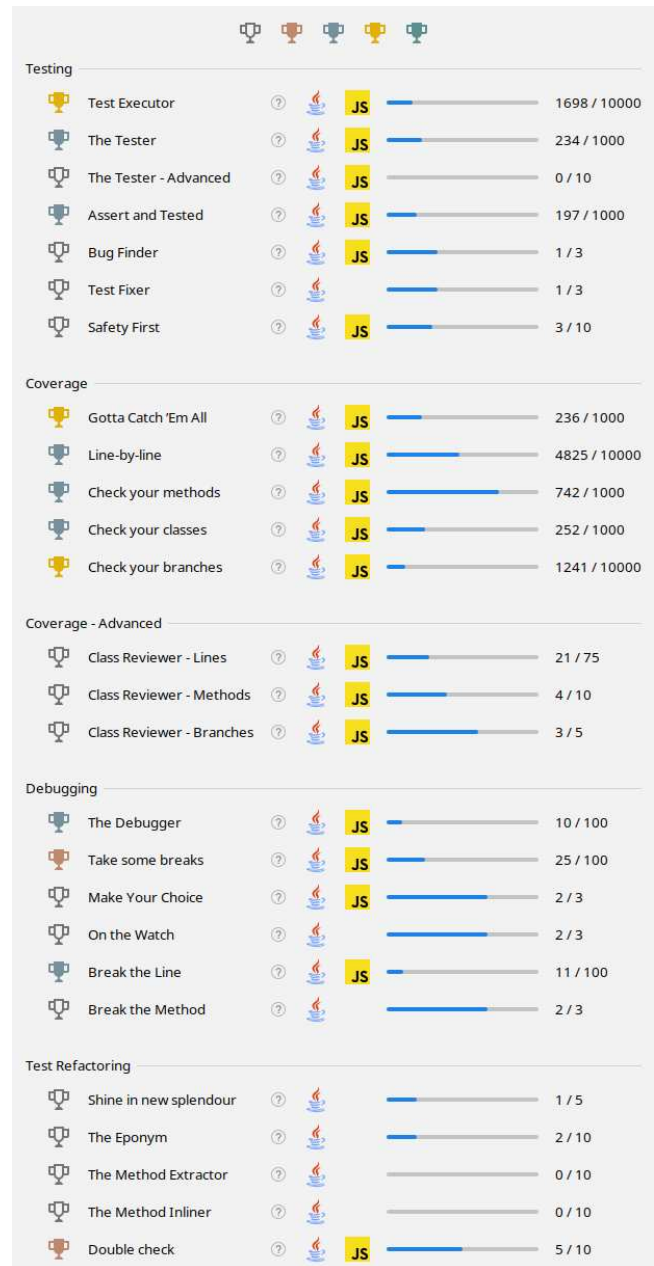 Testing
Test Executor ? JS 1698 / 10000
The Tester ? JS 234 / 1000
The Tester - Advanced ? JS 0 / 10
Assert and Tested ? JS 197 / 1000
Bug Finder ? JS 1 / 3
Test Fixer ? 1 / 3
Safety First ? JS 3 / 10
Coverage
Gotta Catch ’Em All ? JS 236 / 1000
Line-by-line ? JS 4825 / 10000
Check your methods ? JS 742 / 1000
Check your classes ? JS 252 / 1000
Check your branches ? JS 1241 / 10000
Coverage - Advanced
Class Reviewer - Lines ? JS 21 / 75
Class Reviewer - Methods ? JS 4 / 10
Class Reviewer - Branches ? JS 3 / 5
Debugging
The Debugger ? JS 10 / 100
Take some breaks ? JS 25 / 100
Make Your Choice ? JS 2 / 3
On the Watch ? 2 / 3
Break the Line ? JS 11 / 100
Break the Method ? 2 / 3
Test Refactoring
Shine in new splendour ? 1 / 5
The Eponym ? 2 / 10
The Method Extractor ? 0 / 10
The Method Inliner ? 0 / 10
Double check ? JS 5 / 10